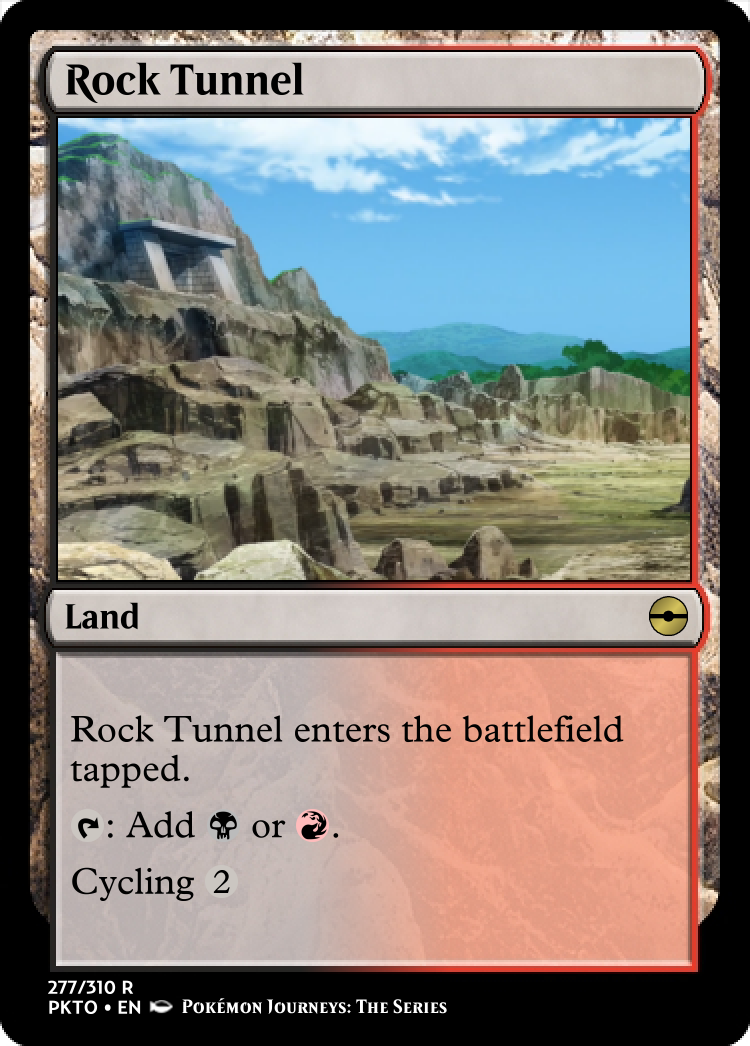 Rock Tunnel
Land
Rock Tunnel enters the battlefield
tapped.
: Add or .
Cycling 2
277/310 R
PKTO • EN Pokémon Journeys: The Series